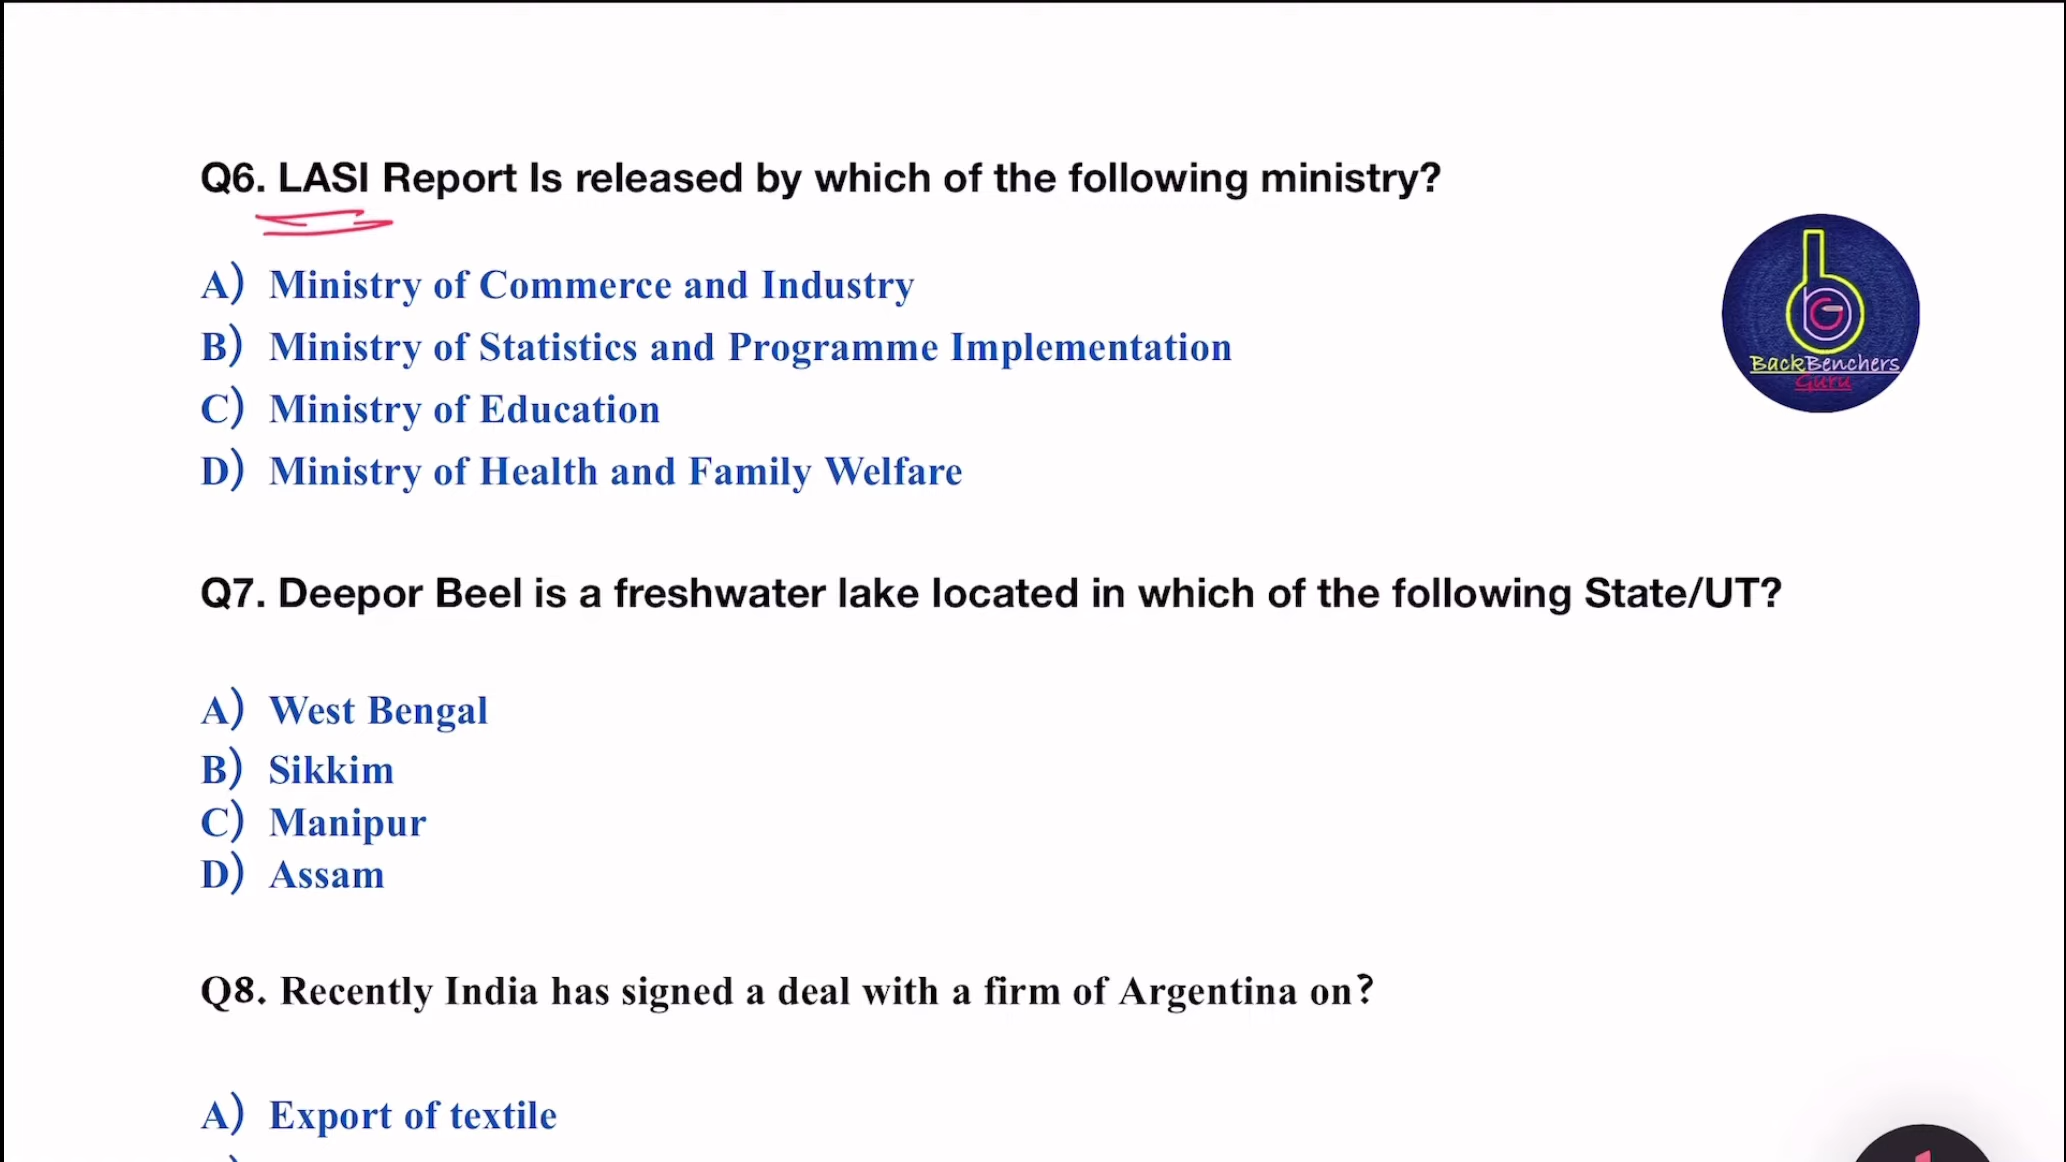 Q6. LASI Report Is released by which of the following ministry?
A) Ministry of Commerce and Industry
B) Ministry of Statistics and Programme Implementation
C) Ministry of Education
D) Ministry of Health and Family Welfare
BackBenchers
Guru
Q7. Deepor Beel is a freshwater lake located in which of the following State/UT?
A) West Bengal
B) Sikkim
C) Manipur
D) Assam
Q8. Recently India has signed a deal with a firm of Argentina on?
A) Export of textile